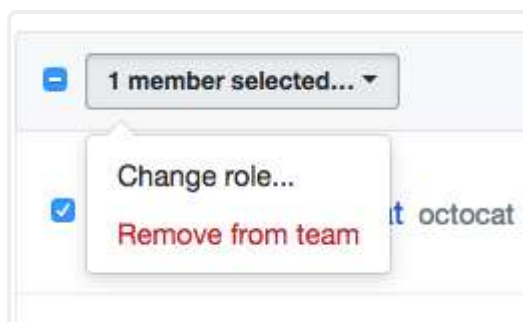 1 member selected...
Change role...
t octocat
Remove from team